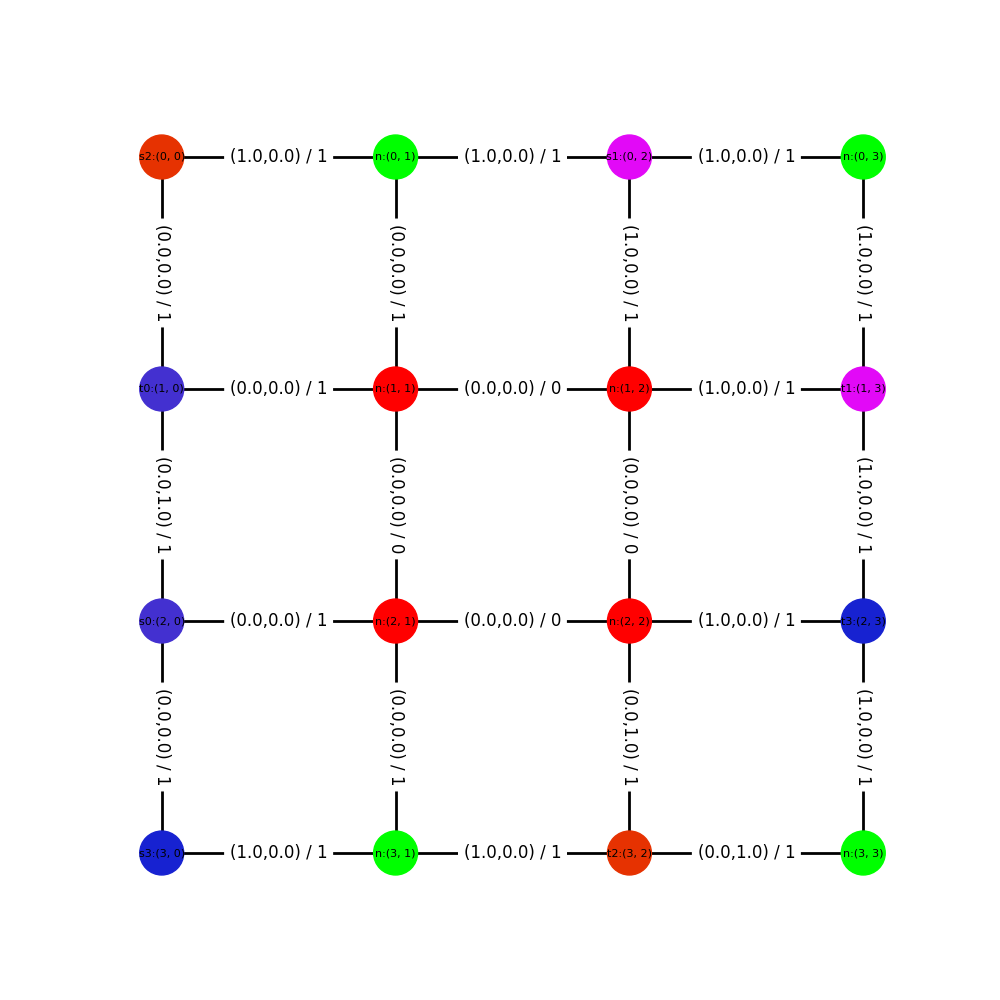 s2:(0, 0) (1.0,0.0) / 1 n:(0, 1) (1.0,0.0) / 1 s1:(0, 2) (1.0,0.0) / 1 n:(0, 3)
(0.0,0.0) / 1 (0.0,0.0) / 1 (1.0,0.0) / 1 (1.0,0.0) / 1
t0:(1, 0) (0.0,0.0) / 1 n:(1, 1) (0.0,0.0) / 0 n:(1, 2) (1.0,0.0) / 1 t1:(1, 3)
(0.0,1.0) / 1 (0.0,0.0) / 0 (0.0,0.0) / 0 (1.0,0.0) / 1
s0:(2, 0) (0.0,0.0) / 1 n:(2, 1) (0.0,0.0) / 0 n:(2, 2) (1.0,0.0) / 1 t3:(2, 3)
(0.0,0.0) / 1 (0.0,0.0) / 1 (0.0,1.0) / 1 (1.0,0.0) / 1
s3:(3, 0) (1.0,0.0) / 1 n:(3, 1) (1.0,0.0) / 1 t2:(3, 2) (0.0,1.0) / 1 n:(3, 3)